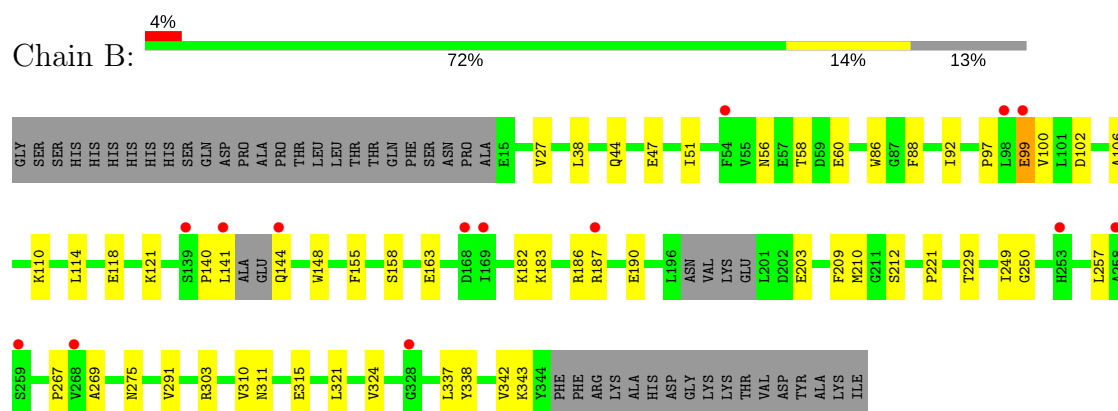 4%
Chain B:
72% 14% 13%
GLY SER SER HIS HIS HIS HIS HIS HIS SER GLN ASP PRO ALA PRO THR LEU LEU THR THR GLN PHE SER ASN PRO ALA E15 V27 L38 Q44 E47 I51 F54 V55 N56 E57 T58 D59 E60 W86 G87 F88 I92 P97 L98 E99 V100 L101 D102 A106
K110 L114 E118 K121 S139 P140 L141 ALA GLU Q144 W148 F155 S158 E163 D168 I169 K182 K183 R186 R187 E190 L196 ASN VAL LYS GLU L201 D202 E203 F209 M210 G211 S212 P221 T229 I249 G250 H253 L257 A258
S259 P267 V268 A269 N275 V291 R303 V310 N311 E315 L321 V324 G328 L337 Y338 V342 K343 Y344 PHE PHE ARG LYS ALA HIS ASP GLY LYS LYS THR VAL ASP TYR ALA LYS ILE